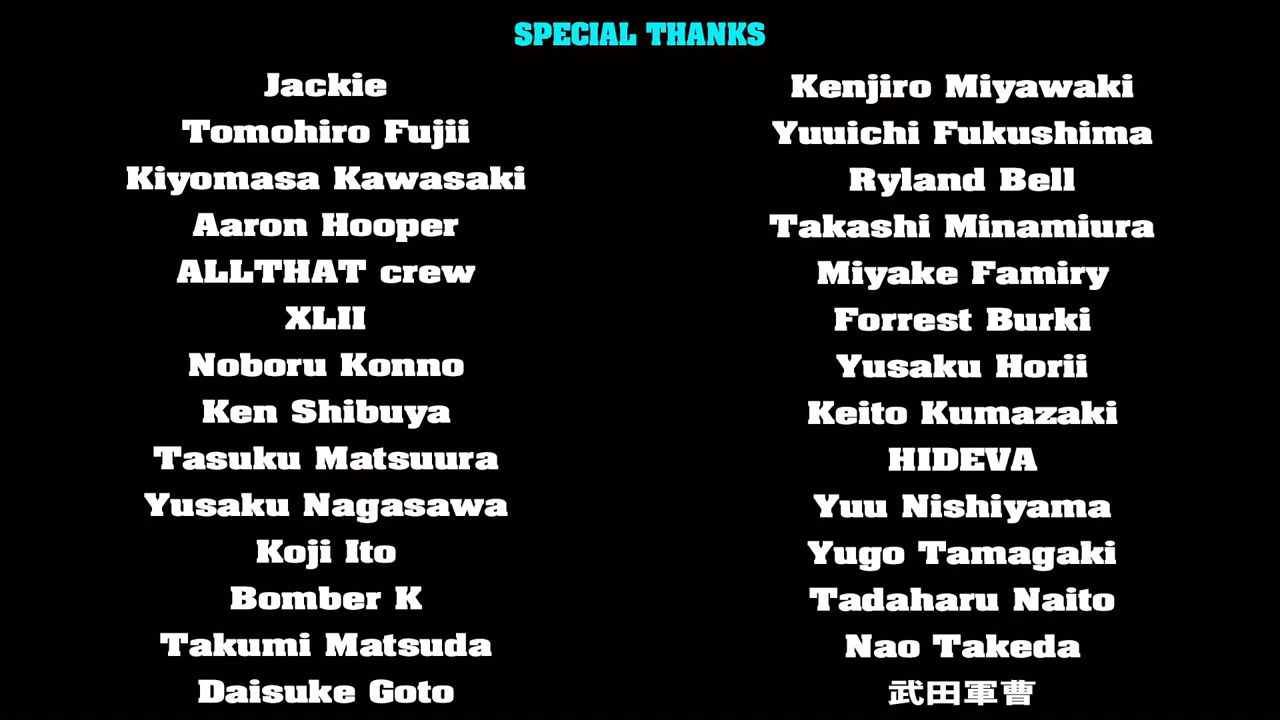 SPECIAL THANKS
Jackie
Tomohiro Fujii
Kiyomasa Kawasaki
Aaron Hooper
ALLTHAT crew
XLII
Noboru Konno
Ken Shibuya
Tasuku Matsuura
Yusaku Nagasawa
Koji Ito
Bomber K
Takumi Matsuda
Daisuke Goto
Kenjiro Miyawaki
Yuuichi Fukushima
Ryland Bell
Takashi Minamiura
Miyake Famiry
Forrest Burki
Yusaku Horii
Keito Kumazaki
HIDEVA
Yuu Nishiyama
Yugo Tamagaki
Tadaharu Naito
Nao Takeda
武田軍曹